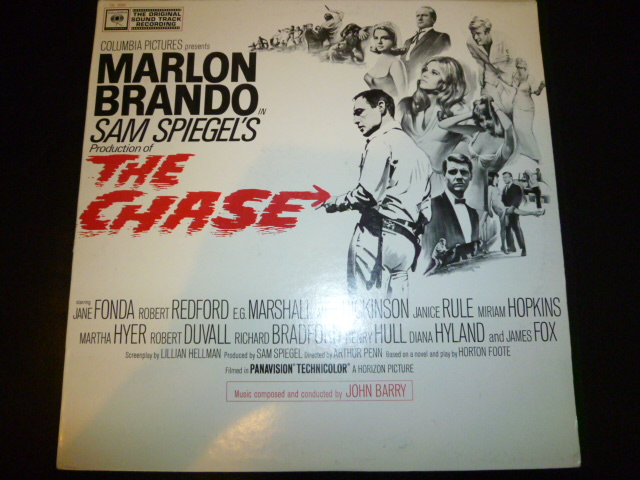 THE ORIGINAL
SOUND TRACK
RECORDING
COLUMBIA PICTURES presents
MARLON
BRANDO IN
SAM SPIEGEL'S
Production of
THE
CHASE
starring
JANE FONDA ROBERT REDFORD E.G. MARSHALL DICKINSON JANICE RULE MIRIAM HOPKINS
MARTHA HYER ROBERT DUVALL RICHARD BRADFORD HENRY HULL DIANA HYLAND and JAMES FOX
Screenplay by LILLIAN HELLMAN Produced by SAM SPIEGEL Directed by ARTHUR PENN Based on a novel and play by HORTON FOOTE
Filmed in PANAVISION® TECHNICOLOR® A HORIZON PICTURE
Music composed and conducted by JOHN BARRY